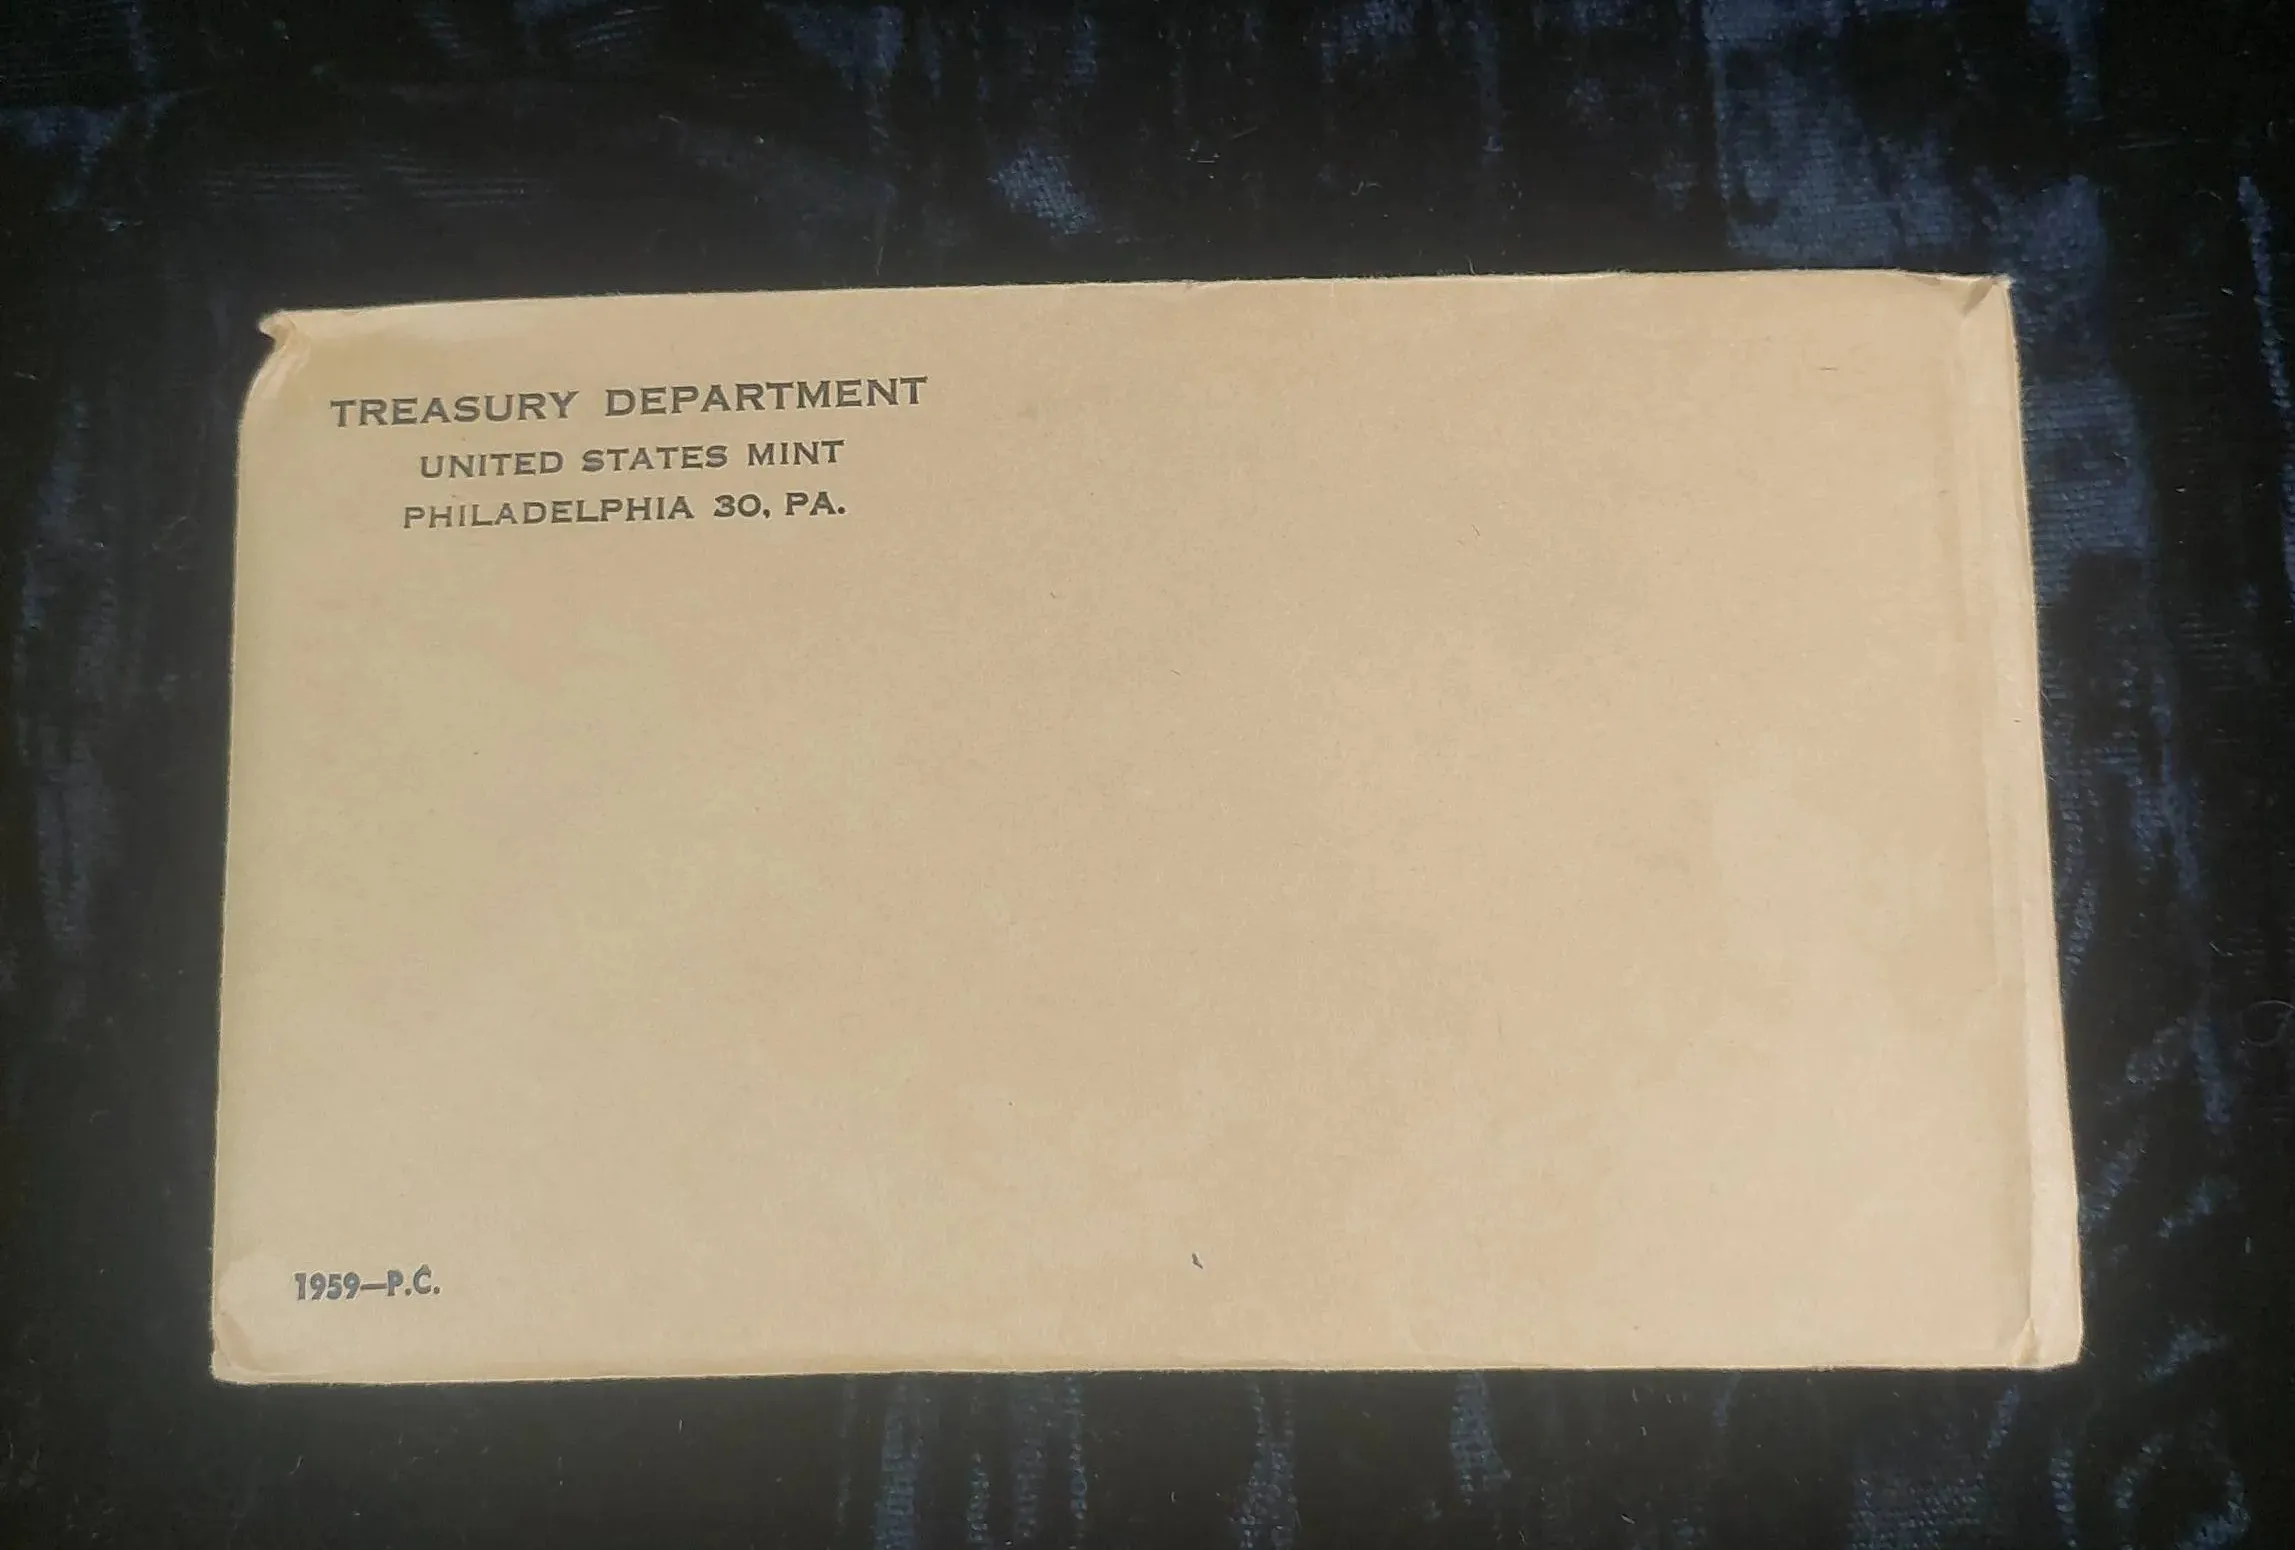 TREASURY DEPARTMENT
UNITED STATES MINT
PHILADELPHIA 30, PA.
1959—P.C.